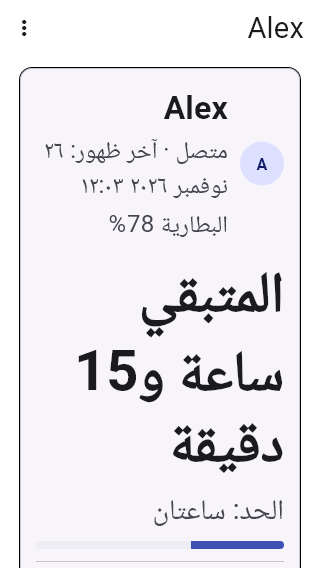 Alex
Alex
متصل · آخر ظهور: ٢٦
نوفمبر ٢٠٢٦ ١٢:٠٣
A
البطارية 78%
المتبقي
ساعة و15
دقيقة
الحد: ساعتان